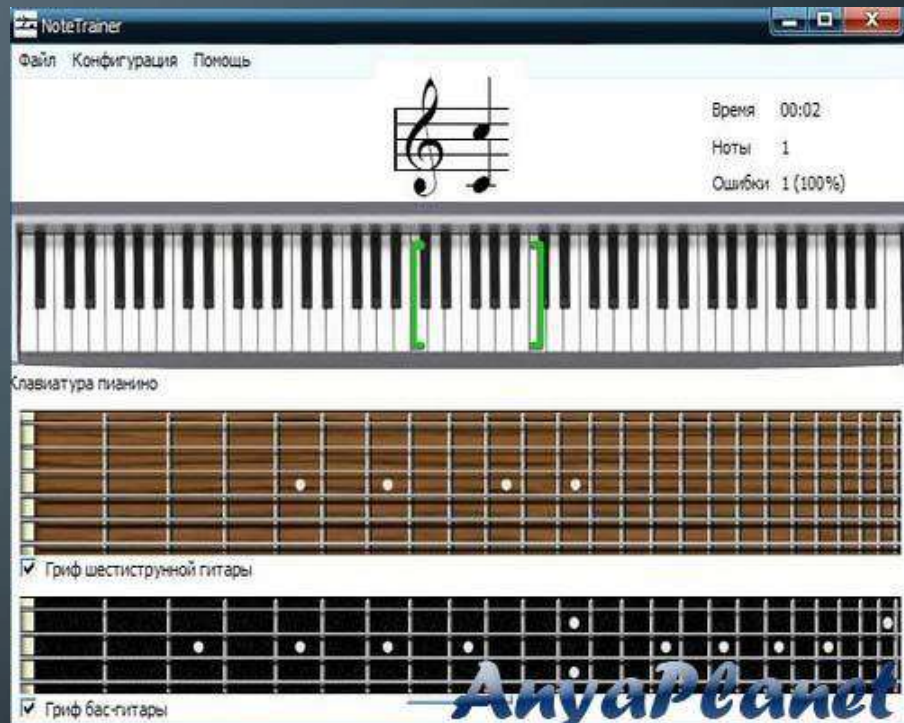 NoteTrainer
Файл Конфигурация Помощь
Время 00:02
Ноты 1
Ошибки 1 (100%)
Клавиатура пианино
Гриф шестиструнной гитары
Гриф бас-гитары
AnyaPlanet